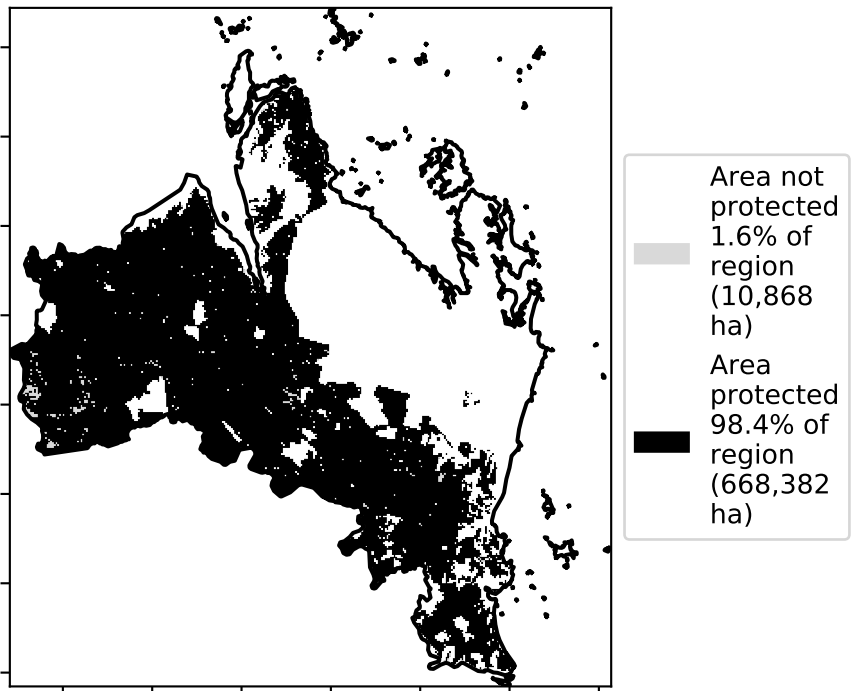 Area not
protected
1.6% of
region
(10,868
ha)
Area
protected
98.4% of
region
(668,382
ha)